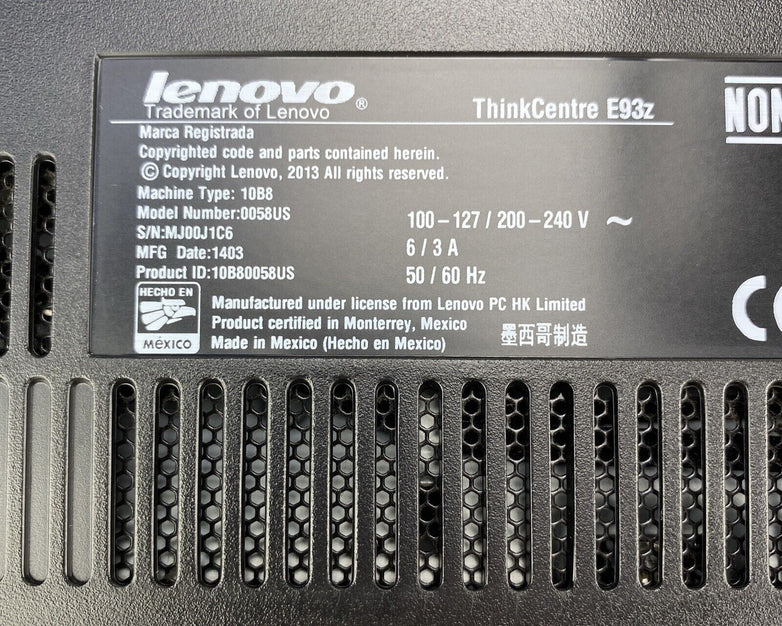 lenovo®
Trademark of Lenovo
ThinkCentre E93z
Marca Registrada
Copyrighted code and parts contained herein.
© Copyright Lenovo, 2013 All rights reserved.
Machine Type: 10B8
Model Number:0058US
S/N:MJ00J1C6
MFG Date:1403
Product ID:10B80058US
100–127 / 200–240 V ~
6 / 3 A
50 / 60 Hz
HECHO EN
MéXICO
Manufactured under license from Lenovo PC HK Limited
Product certified in Monterrey, Mexico
Made in Mexico (Hecho en Mexico)
墨西哥制造
NOM
CE